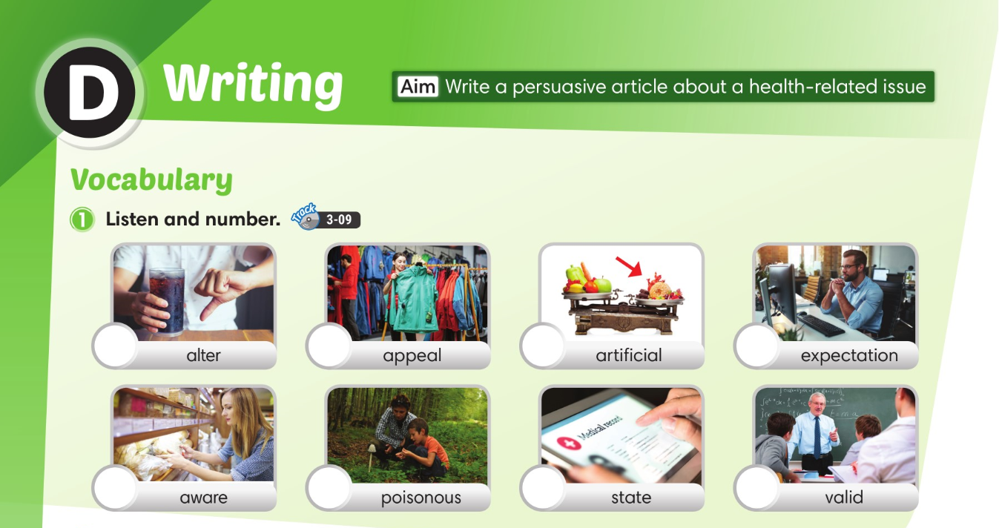 D
Writing
Aim Write a persuasive article about a health-related issue
Vocabulary
1 Listen and number. Track 3-09
alter appeal artificial expectation
Medical record
aware poisonous state valid